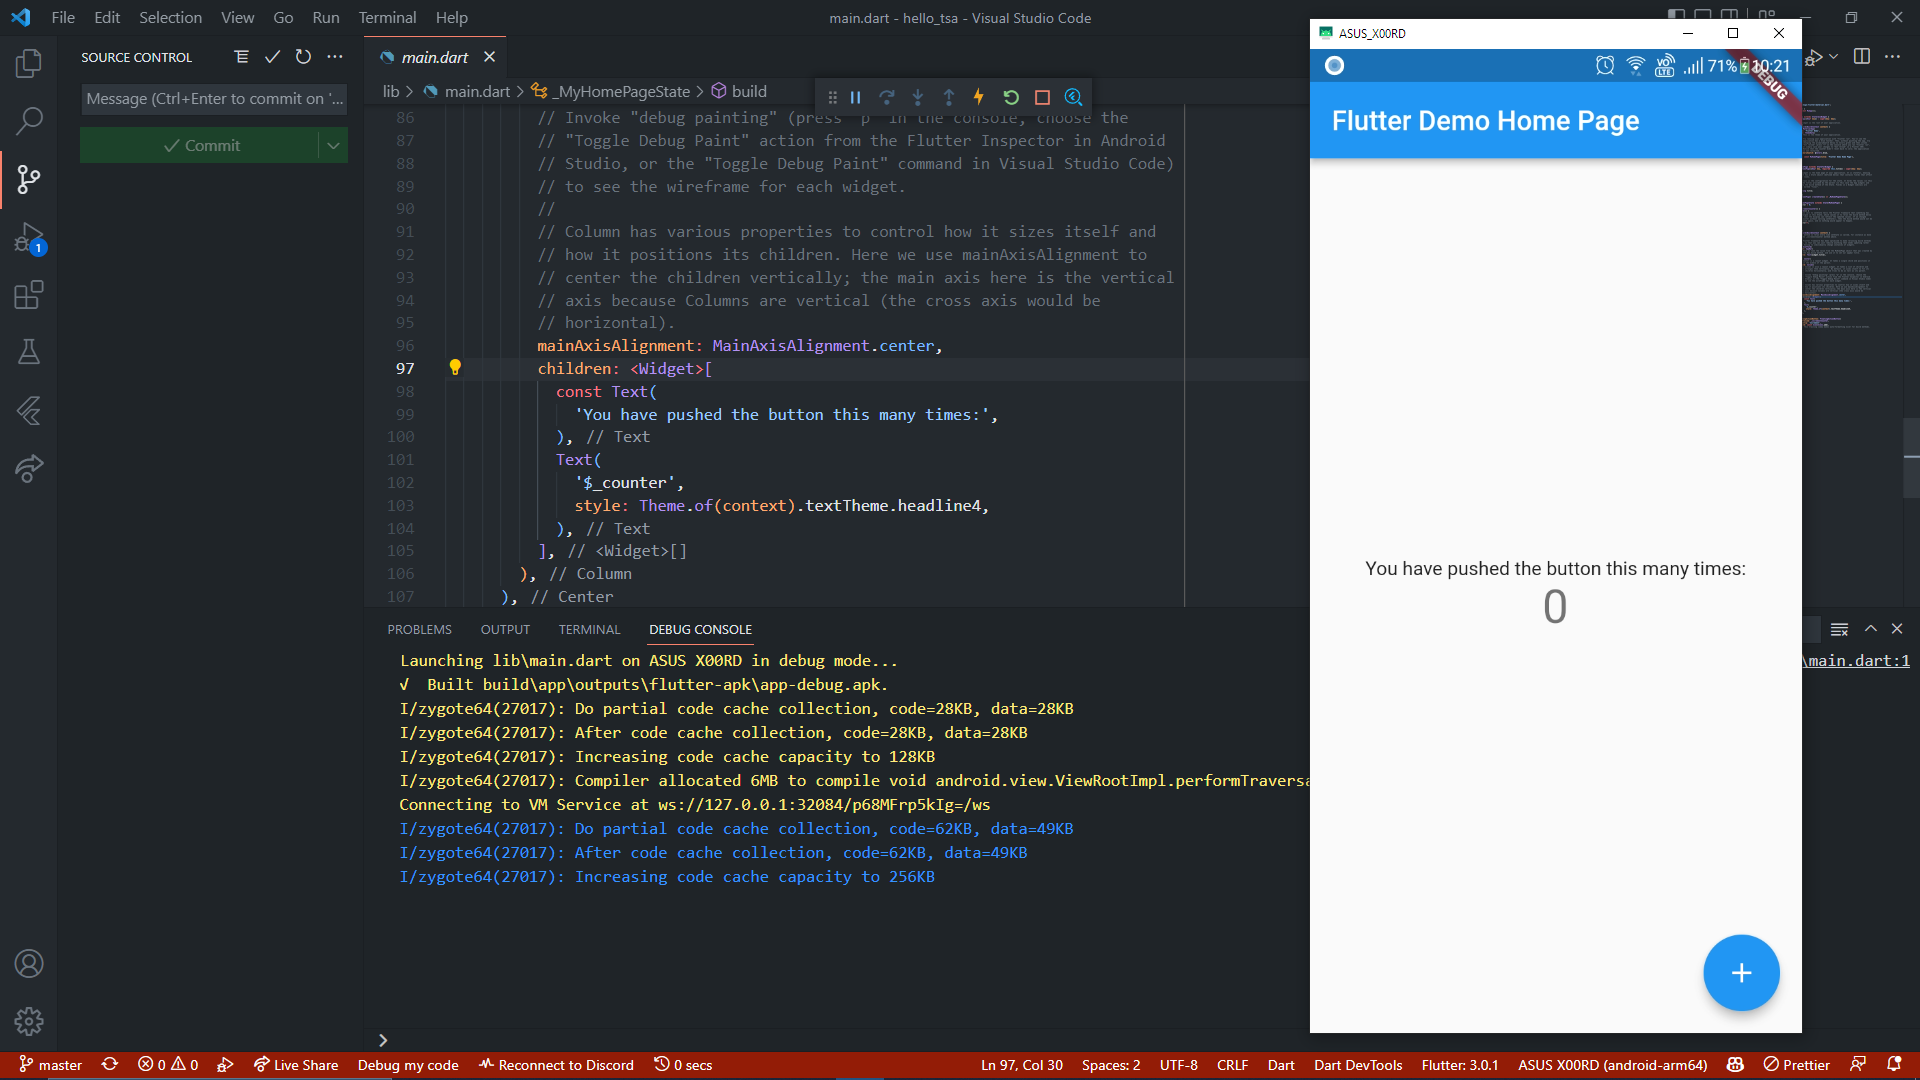 File Edit Selection View Go Run Terminal Help
main.dart - hello_tsa - Visual Studio Code
SOURCE CONTROL
Message (Ctrl+Enter to commit on '...
Commit
1
main.dart
lib > main.dart > _MyHomePageState > build
86 // Invoke "debug painting" (press "p" in the console, choose the
87 // "Toggle Debug Paint" action from the Flutter Inspector in Android
88 // Studio, or the "Toggle Debug Paint" command in Visual Studio Code)
89 // to see the wireframe for each widget.
90 //
91 // Column has various properties to control how it sizes itself and
92 // how it positions its children. Here we use mainAxisAlignment to
93 // center the children vertically; the main axis here is the vertical
94 // axis because Columns are vertical (the cross axis would be
95 // horizontal).
96 mainAxisAlignment: MainAxisAlignment.center,
97 children: <Widget>[
98 const Text(
99 'You have pushed the button this many times:',
100 ), // Text
101 Text(
102 '$_counter',
103 style: Theme.of(context).textTheme.headline4,
104 ), // Text
105 ], // <Widget>[]
106 ), // Column
107 ), // Center
PROBLEMS OUTPUT TERMINAL DEBUG CONSOLE
Launching lib\main.dart on ASUS X00RD in debug mode...
\main.dart:1
√ Built build\app\outputs\flutter-apk\app-debug.apk.
I/zygote64(27017): Do partial code cache collection, code=28KB, data=28KB
I/zygote64(27017): After code cache collection, code=28KB, data=28KB
I/zygote64(27017): Increasing code cache capacity to 128KB
I/zygote64(27017): Compiler allocated 6MB to compile void android.view.ViewRootImpl.performTraversa
Connecting to VM Service at ws://127.0.0.1:32084/p68MFrp5kIg=/ws
I/zygote64(27017): Do partial code cache collection, code=62KB, data=49KB
I/zygote64(27017): After code cache collection, code=62KB, data=49KB
I/zygote64(27017): Increasing code cache capacity to 256KB
ASUS_X00RD
VO LTE 71% 10:21
DEBUG
Flutter Demo Home Page
You have pushed the button this many times:
0
+
master 0 0 Live Share Debug my code Reconnect to Discord 0 secs Ln 97, Col 30 Spaces: 2 UTF-8 CRLF Dart Dart DevTools Flutter: 3.0.1 ASUS X00RD (android-arm64) Prettier